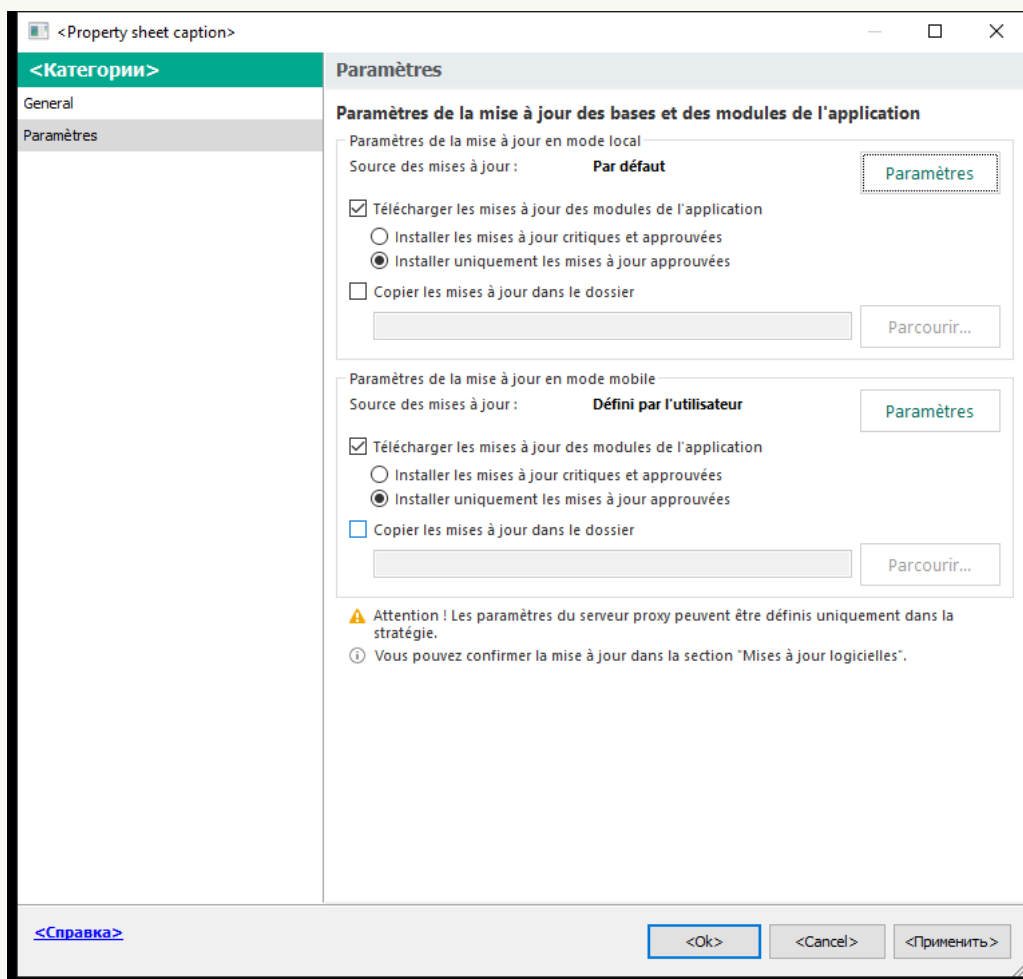 <Property sheet caption>
<Категории>
General
Paramètres
Paramètres
Paramètres de la mise à jour des bases et des modules de l'application
Paramètres de la mise à jour en mode local
Source des mises à jour : Par défaut
Paramètres
Télécharger les mises à jour des modules de l'application
Installer les mises à jour critiques et approuvées
Installer uniquement les mises à jour approuvées
Copier les mises à jour dans le dossier
Parcourir...
Paramètres de la mise à jour en mode mobile
Source des mises à jour : Défini par l'utilisateur
Paramètres
Télécharger les mises à jour des modules de l'application
Installer les mises à jour critiques et approuvées
Installer uniquement les mises à jour approuvées
Copier les mises à jour dans le dossier
Parcourir...
Attention ! Les paramètres du serveur proxy peuvent être définis uniquement dans la
stratégie.
Vous pouvez confirmer la mise à jour dans la section "Mises à jour logicielles".
<Справка>
<Ok> <Cancel> <Применить>